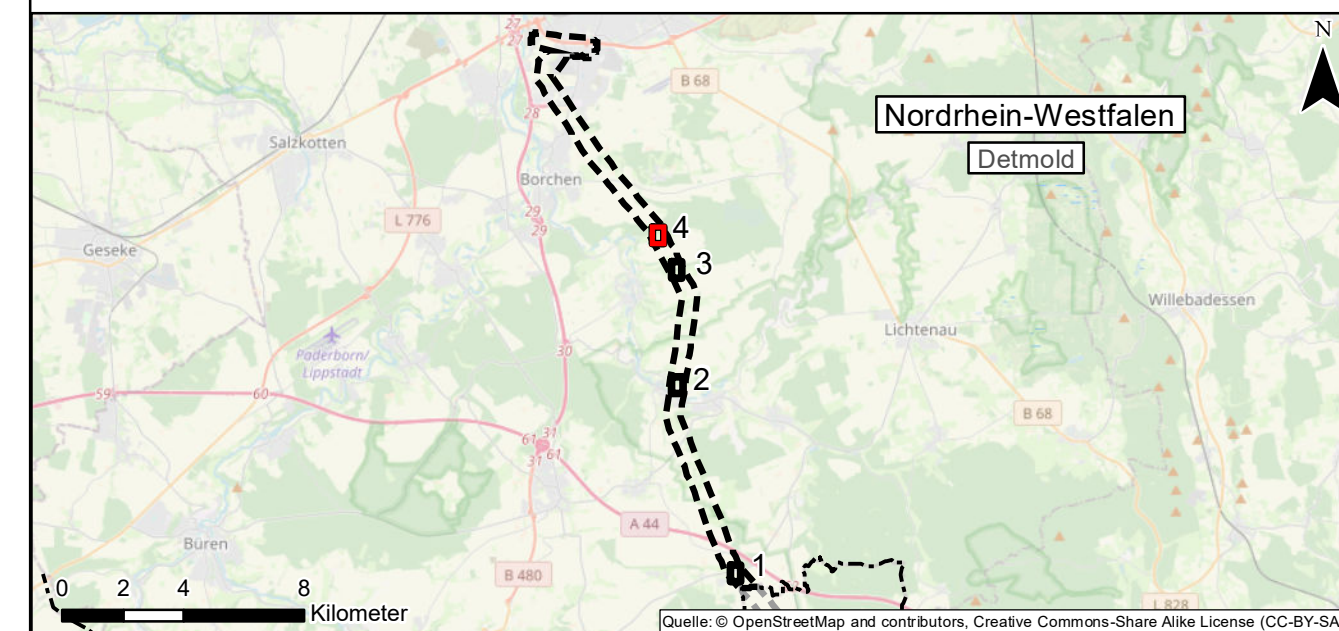 27
27
N
B 68
Nordrhein-Westfalen
28
Salzkotten
Detmold
Borchen
L 776
29
29
4
Geseke
3
Willebadessen
Lichtenau
Paderborn/
Lippstadt
30
2
59
60
B 68
61 31
31 61
A 44
Büren
1
B 480
0 2 4 8
Kilometer
L 828
Quelle: © OpenStreetMap and contributors, Creative Commons-Share Alike License (CC-BY-SA